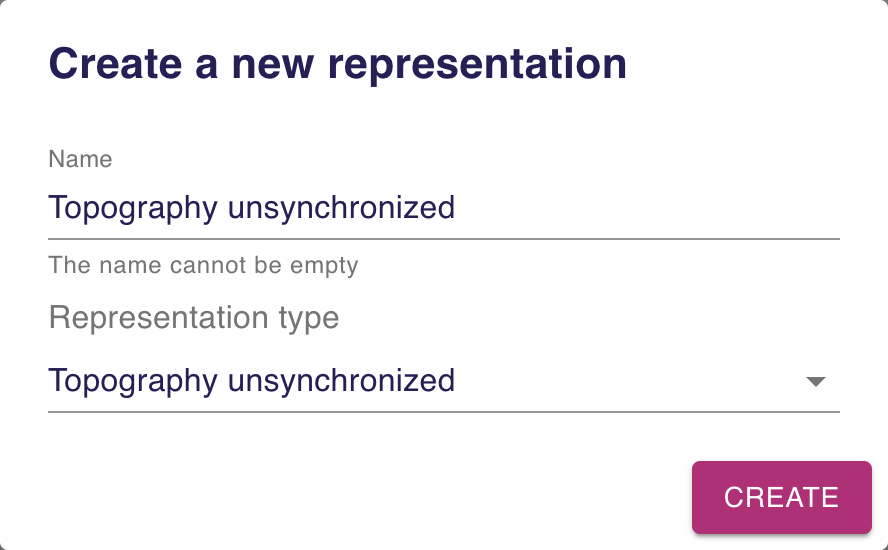 Create a new representation
Name
Topography unsynchronized
The name cannot be empty
Representation type
Topography unsynchronized
CREATE